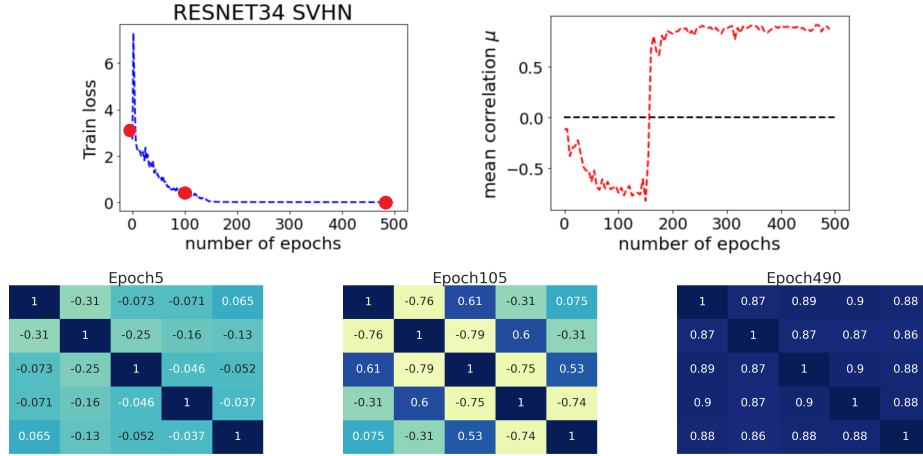 RESNET34 SVHN
Train loss
6
4
2
0
0 100 200 300 400 500
number of epochs
mean correlation μ
0.5
0.0
−0.5
0 100 200 300 400 500
number of epochs
Epoch5
1 -0.31 -0.073 -0.071 0.065
-0.31 1 -0.25 -0.16 -0.13
-0.073 -0.25 1 -0.046 -0.052
-0.071 -0.16 -0.046 1 -0.037
0.065 -0.13 -0.052 -0.037 1
Epoch105
1 -0.76 0.61 -0.31 0.075
-0.76 1 -0.79 0.6 -0.31
0.61 -0.79 1 -0.75 0.53
-0.31 0.6 -0.75 1 -0.74
0.075 -0.31 0.53 -0.74 1
Epoch490
1 0.87 0.89 0.9 0.88
0.87 1 0.87 0.87 0.86
0.89 0.87 1 0.9 0.88
0.9 0.87 0.9 1 0.88
0.88 0.86 0.88 0.88 1